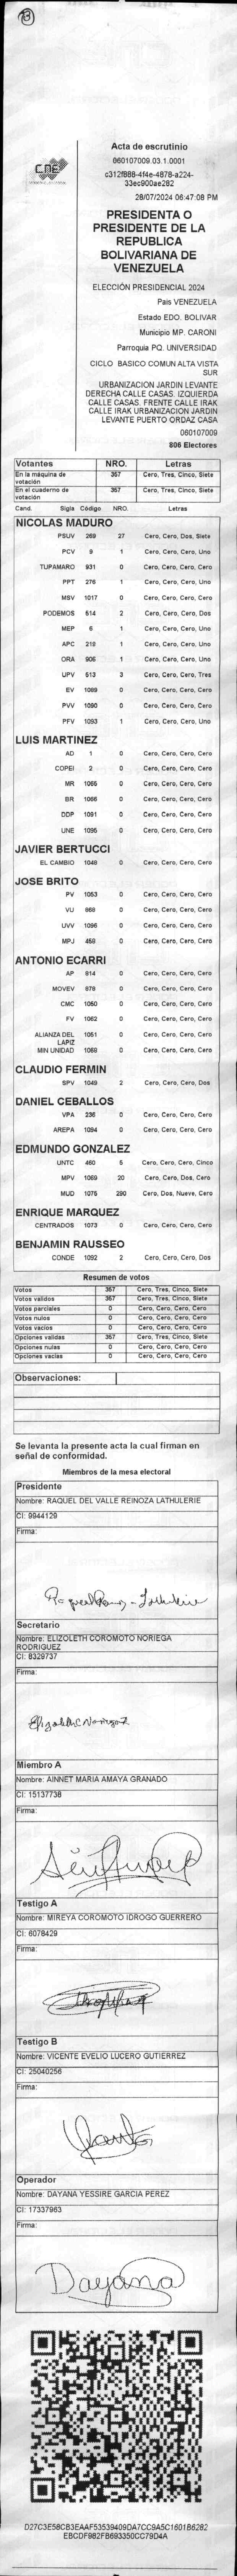 13
CNE
Acta de escrutinio
060107009.03.1.0001
c312f888-4f4e-4878-a224-
33ec900ae282
28/07/2024 06:47:08 PM
PRESIDENTA O
PRESIDENTE DE LA
REPUBLICA
BOLIVARIANA DE
VENEZUELA
ELECCIÓN PRESIDENCIAL 2024
Pais VENEZUELA
Estado EDO. BOLIVAR
Municipio MP. CARONI
Parroquia PQ. UNIVERSIDAD
CICLO BASICO COMUN ALTA VISTA
SUR
URBANIZACION JARDIN LEVANTE
DERECHA CALLE CASAS. IZQUIERDA
CALLE CASAS. FRENTE CALLE IRAK
CALLE IRAK URBANIZACION JARDIN
LEVANTE PUERTO ORDAZ CASA
060107009
806 Electores
Votantes NRO. Letras
En la máquina de votación 357 Cero, Tres, Cinco, Siete
En el cuaderno de votación 357 Cero, Tres, Cinco, Siete
Cand. Sigla Código NRO. Letras
NICOLAS MADURO
PSUV 269 27 Cero, Cero, Dos, Siete
PCV 9 1 Cero, Cero, Cero, Uno
TUPAMARO 931 0 Cero, Cero, Cero, Cero
PPT 276 1 Cero, Cero, Cero, Uno
MSV 1017 0 Cero, Cero, Cero, Cero
PODEMOS 514 2 Cero, Cero, Cero, Dos
MEP 6 1 Cero, Cero, Cero, Uno
APC 219 1 Cero, Cero, Cero, Uno
ORA 906 1 Cero, Cero, Cero, Uno
UPV 513 3 Cero, Cero, Cero, Tres
EV 1089 0 Cero, Cero, Cero, Cero
PVV 1090 0 Cero, Cero, Cero, Cero
PFV 1093 1 Cero, Cero, Cero, Uno
LUIS MARTINEZ
AD 1 0 Cero, Cero, Cero, Cero
COPEI 2 0 Cero, Cero, Cero, Cero
MR 1065 0 Cero, Cero, Cero, Cero
BR 1066 0 Cero, Cero, Cero, Cero
DDP 1091 0 Cero, Cero, Cero, Cero
UNE 1095 0 Cero, Cero, Cero, Cero
JAVIER BERTUCCI
EL CAMBIO 1048 0 Cero, Cero, Cero, Cero
JOSE BRITO
PV 1053 0 Cero, Cero, Cero, Cero
VU 868 0 Cero, Cero, Cero, Cero
UVV 1096 0 Cero, Cero, Cero, Cero
MPJ 458 0 Cero, Cero, Cero, Cero
ANTONIO ECARRI
AP 814 0 Cero, Cero, Cero, Cero
MOVEV 878 0 Cero, Cero, Cero, Cero
CMC 1050 0 Cero, Cero, Cero, Cero
FV 1062 0 Cero, Cero, Cero, Cero
ALIANZA DEL LAPIZ 1051 0 Cero, Cero, Cero, Cero
MIN UNIDAD 1058 0 Cero, Cero, Cero, Cero
CLAUDIO FERMIN
SPV 1049 2 Cero, Cero, Cero, Dos
DANIEL CEBALLOS
VPA 236 0 Cero, Cero, Cero, Cero
AREPA 1094 0 Cero, Cero, Cero, Cero
EDMUNDO GONZALEZ
UNTC 460 5 Cero, Cero, Cero, Cinco
MPV 1069 20 Cero, Cero, Dos, Cero
MUD 1075 290 Cero, Dos, Nueve, Cero
ENRIQUE MARQUEZ
CENTRADOS 1073 0 Cero, Cero, Cero, Cero
BENJAMIN RAUSSEO
CONDE 1092 2 Cero, Cero, Cero, Dos
Resumen de votos
Votos 357 Cero, Tres, Cinco, Siete
Votos validos 357 Cero, Tres, Cinco, Siete
Votos parciales 0 Cero, Cero, Cero, Cero
Votos nulos 0 Cero, Cero, Cero, Cero
Votos vacios 0 Cero, Cero, Cero, Cero
Opciones validas 357 Cero, Tres, Cinco, Siete
Opciones nulas 0 Cero, Cero, Cero, Cero
Opciones vacias 0 Cero, Cero, Cero, Cero
Observaciones:
Se levanta la presente acta la cual firman en
señal de conformidad.
Miembros de la mesa electoral
Presidente
Nombre: RAQUEL DEL VALLE REINOZA LATHULERIE
CI: 9944129
Firma:
Secretario
Nombre: ELIZOLETH COROMOTO NORIEGA
RODRIGUEZ
CI: 8329737
Firma:
Elizoleth Noriega R
Miembro A
Nombre: AINNET MARIA AMAYA GRANADO
CI: 15137738
Firma:
Testigo A
Nombre: MIREYA COROMOTO IDROGO GUERRERO
CI: 6078429
Firma:
Testigo B
Nombre: VICENTE EVELIO LUCERO GUTIERREZ
CI: 25040256
Firma:
Operador
Nombre: DAYANA YESSIRE GARCIA PEREZ
CI: 17337963
Firma:
Dayana
D27C3E58CB3EAAF53539409DA7CC9A5C1601B6282
EBCDF982FB693350CC79D4A